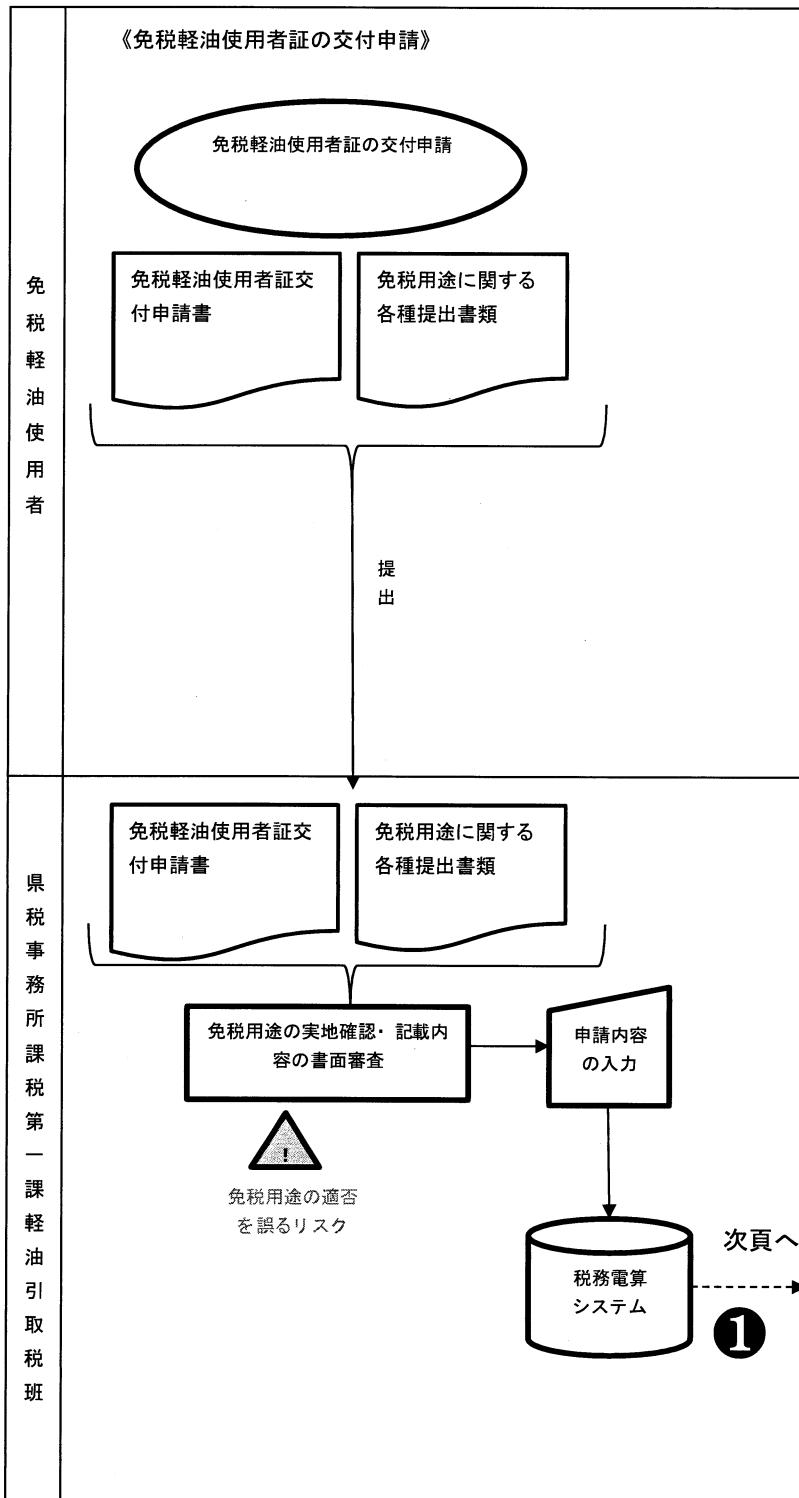 《免税軽油使用者証の交付申請》
免税軽油使用者
免税軽油使用者証の交付申請
免税軽油使用者証交
付申請書
免税用途に関する
各種提出書類
提
出
県税事務所課税第一課軽油引取税班
免税軽油使用者証交
付申請書
免税用途に関する
各種提出書類
免税用途の実地確認・記載内
容の書面審査
申請内容
の入力
!
免税用途の適否
を誤るリスク
税務電算
システム
次頁へ
❶